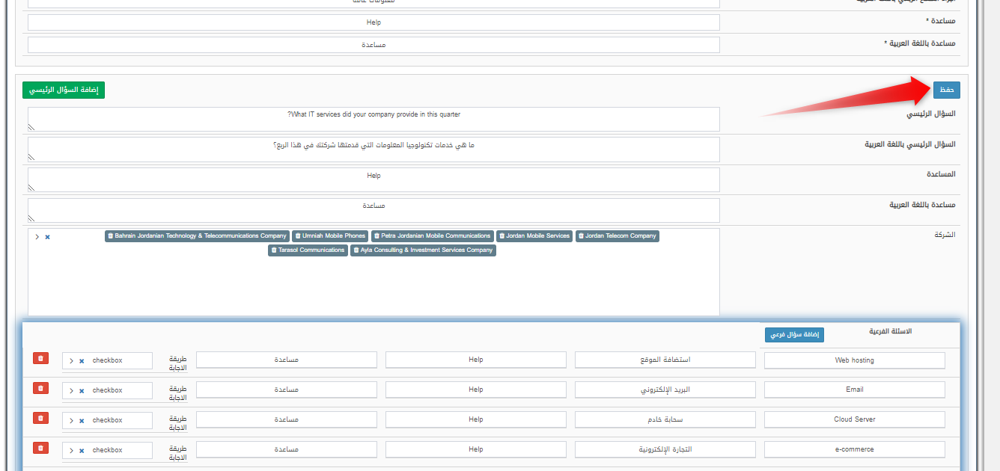 معلومات عامة
مساعدة *
Help
مساعدة باللغة العربية *
مساعدة
حفظ
إضافة السؤال الرئيسي
السؤال الرئيسي
?What IT services did your company provide in this quarter
السؤال الرئيسي باللغة العربية
ما هي خدمات تكنولوجيا المعلومات التي قدمتها شركتك في هذا الربع؟
المساعدة
Help
مساعدة باللغة العربية
مساعدة
الشركة
Bahrain Jordanian Technology & Telecommunications Company Umniah Mobile Phones Petra Jordanian Mobile Communications Jordan Mobile Services Jordan Telecom Company
Tarasol Communications Ayla Consulting & Investment Services Company
الاسئلة الفرعية
إضافة سؤال فرعي
Web hosting
استضافة الموقع
Help
مساعدة
طريقة
الاجابة
checkbox
Email
البريد الإلكتروني
Help
مساعدة
طريقة
الاجابة
checkbox
Cloud Server
سحابة خادم
Help
مساعدة
طريقة
الاجابة
checkbox
e-commerce
التجارة الإلكترونية
Help
مساعدة
طريقة
الاجابة
checkbox